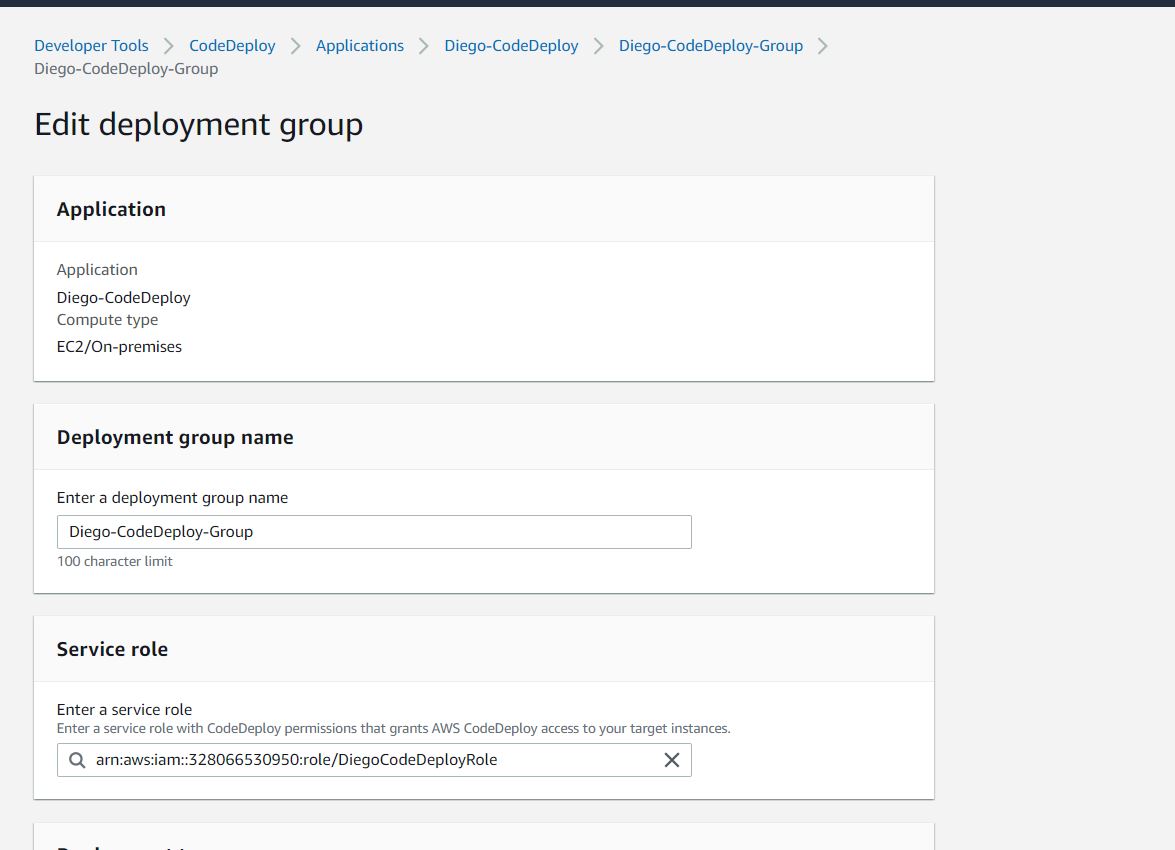 Developer Tools > CodeDeploy > Applications > Diego-CodeDeploy > Diego-CodeDeploy-Group >
Diego-CodeDeploy-Group
Edit deployment group
Application
Application
Diego-CodeDeploy
Compute type
EC2/On-premises
Deployment group name
Enter a deployment group name
Diego-CodeDeploy-Group
100 character limit
Service role
Enter a service role
Enter a service role with CodeDeploy permissions that grants AWS CodeDeploy access to your target instances.
arn:aws:iam::328066530950:role/DiegoCodeDeployRole